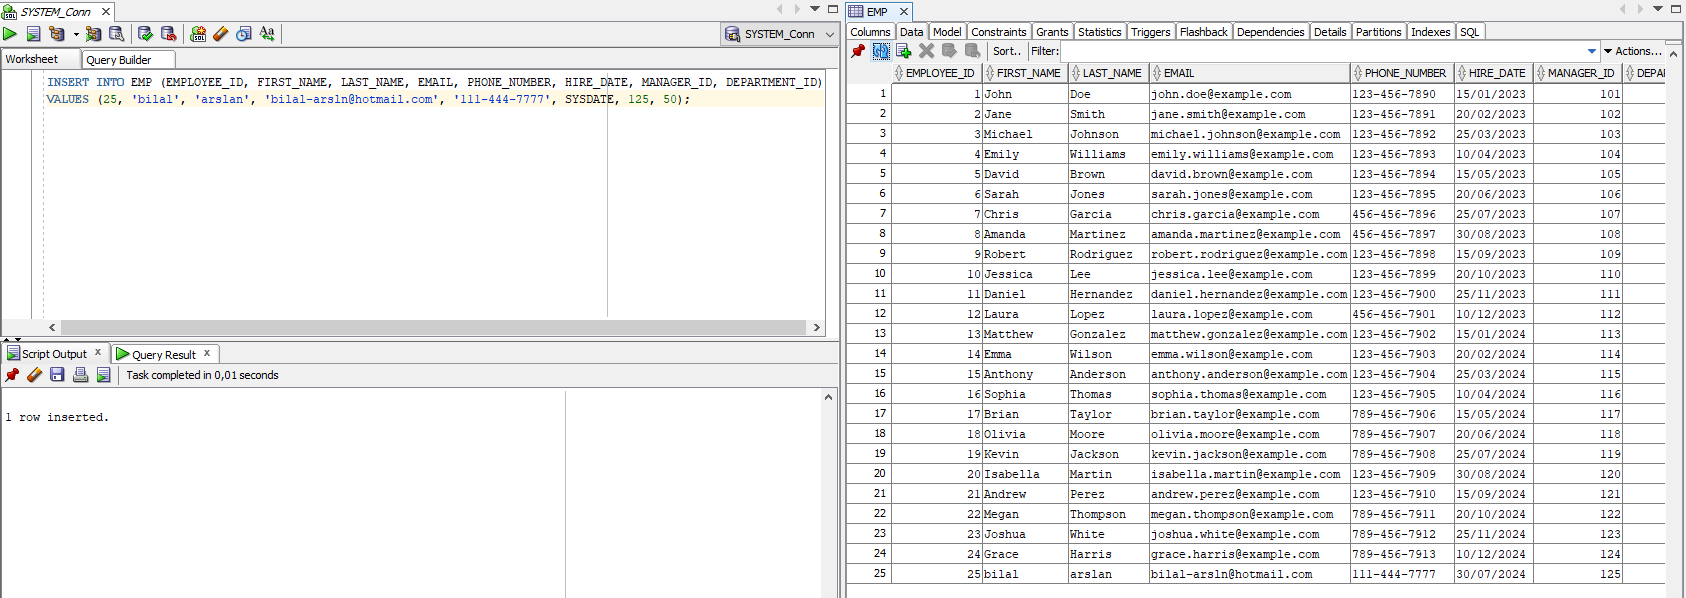 SYSTEM_Conn
SYSTEM_Conn
Worksheet Query Builder
INSERT INTO EMP (EMPLOYEE_ID, FIRST_NAME, LAST_NAME, EMAIL, PHONE_NUMBER, HIRE_DATE, MANAGER_ID, DEPARTMENT_ID)
VALUES (25, 'bilal', 'arslan', 'bilal-arsln@hotmail.com', '111-444-7777', SYSDATE, 125, 50);
Script Output Query Result
Task completed in 0,01 seconds
1 row inserted.
EMP
Columns Data Model Constraints Grants Statistics Triggers Flashback Dependencies Details Partitions Indexes SQL
Sort.. Filter: Actions...
EMPLOYEE_ID FIRST_NAME LAST_NAME EMAIL PHONE_NUMBER HIRE_DATE MANAGER_ID DEPAR
1 1 John Doe john.doe@example.com 123-456-7890 15/01/2023 101
2 2 Jane Smith jane.smith@example.com 123-456-7891 20/02/2023 102
3 3 Michael Johnson michael.johnson@example.com 123-456-7892 25/03/2023 103
4 4 Emily Williams emily.williams@example.com 123-456-7893 10/04/2023 104
5 5 David Brown david.brown@example.com 123-456-7894 15/05/2023 105
6 6 Sarah Jones sarah.jones@example.com 123-456-7895 20/06/2023 106
7 7 Chris Garcia chris.garcia@example.com 456-456-7896 25/07/2023 107
8 8 Amanda Martinez amanda.martinez@example.com 456-456-7897 30/08/2023 108
9 9 Robert Rodriguez robert.rodriguez@example.com 123-456-7898 15/09/2023 109
10 10 Jessica Lee jessica.lee@example.com 123-456-7899 20/10/2023 110
11 11 Daniel Hernandez daniel.hernandez@example.com 123-456-7900 25/11/2023 111
12 12 Laura Lopez laura.lopez@example.com 456-456-7901 10/12/2023 112
13 13 Matthew Gonzalez matthew.gonzalez@example.com 123-456-7902 15/01/2024 113
14 14 Emma Wilson emma.wilson@example.com 123-456-7903 20/02/2024 114
15 15 Anthony Anderson anthony.anderson@example.com 123-456-7904 25/03/2024 115
16 16 Sophia Thomas sophia.thomas@example.com 123-456-7905 10/04/2024 116
17 17 Brian Taylor brian.taylor@example.com 789-456-7906 15/05/2024 117
18 18 Olivia Moore olivia.moore@example.com 789-456-7907 20/06/2024 118
19 19 Kevin Jackson kevin.jackson@example.com 789-456-7908 25/07/2024 119
20 20 Isabella Martin isabella.martin@example.com 123-456-7909 30/08/2024 120
21 21 Andrew Perez andrew.perez@example.com 123-456-7910 15/09/2024 121
22 22 Megan Thompson megan.thompson@example.com 789-456-7911 20/10/2024 122
23 23 Joshua White joshua.white@example.com 789-456-7912 25/11/2024 123
24 24 Grace Harris grace.harris@example.com 789-456-7913 10/12/2024 124
25 25 bilal arslan bilal-arsln@hotmail.com 111-444-7777 30/07/2024 125